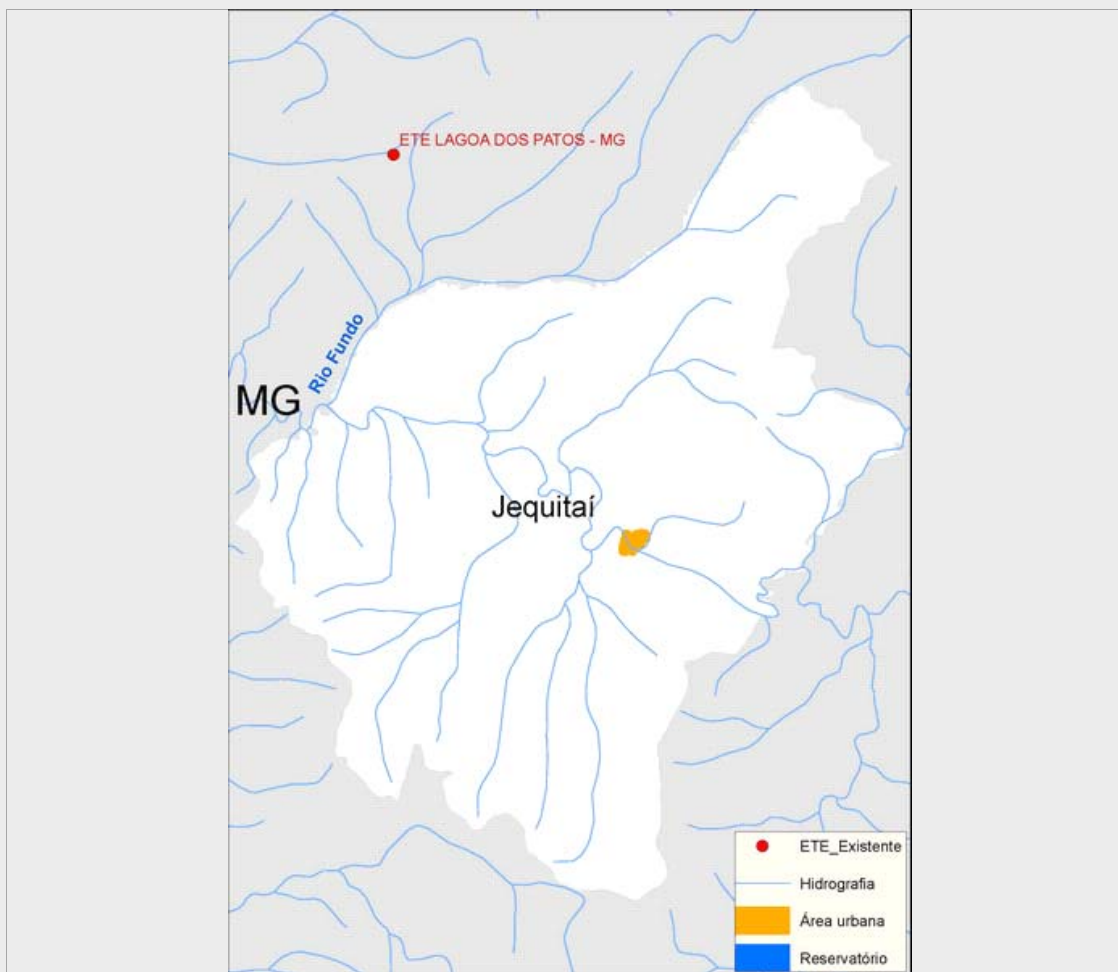 ETE LAGOA DOS PATOS - MG
Rio Fundo
MG
Jequitaí
ETE_Existente
Hidrografia
Área urbana
Reservatório